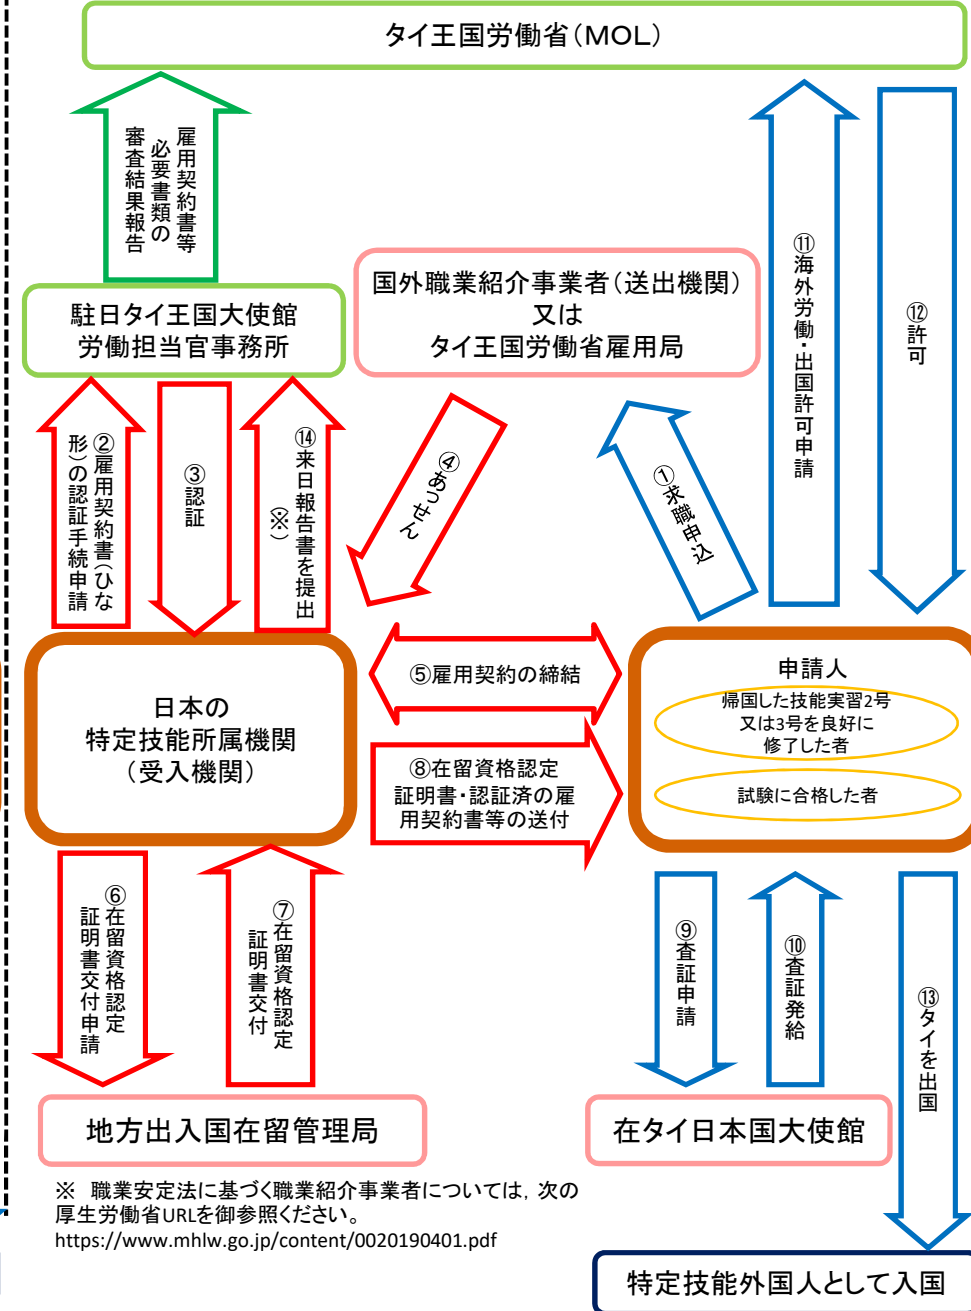 タイ王国労働省（MOL）
雇用契約書等
必要書類の
審査結果報告
駐日タイ王国大使館
労働担当官事務所
国外職業紹介事業者（送出機関）
又は
タイ王国労働省雇用局
⑪海外労働・出国許可申請
⑫許可
②雇用契約書（ひな
形）の認証手続申請
③認証
⑭来日報告書を提出
（※）
④あっせん
①求職申込
日本の
特定技能所属機関
（受入機関）
⑤雇用契約の締結
⑧在留資格認定
証明書・認証済の雇
用契約書等の送付
申請人
帰国した技能実習2号
又は3号を良好に
修了した者
試験に合格した者
⑥在留資格認定
証明書交付申請
⑦在留資格認定
証明書交付
⑨査証申請
⑩査証発給
⑬タイを出国
地方出入国在留管理局
在タイ日本国大使館
※　職業安定法に基づく職業紹介事業者については，次の
厚生労働省URLを御参照ください。
https://www.mhlw.go.jp/content/0020190401.pdf
特定技能外国人として入国